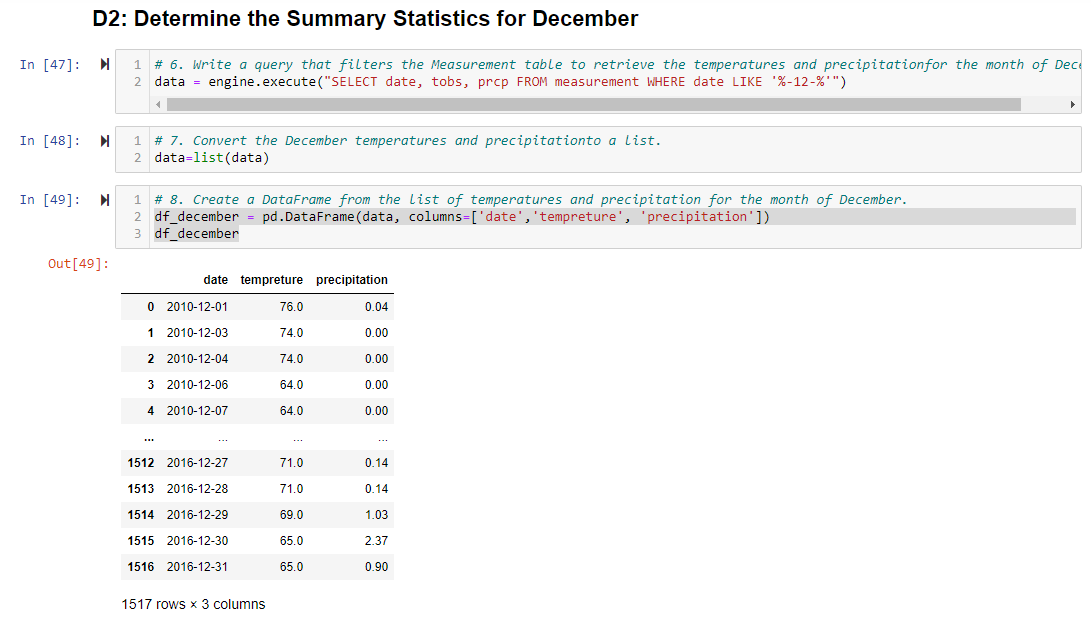 D2: Determine the Summary Statistics for December
In [47]:
1 # 6. Write a query that filters the Measurement table to retrieve the temperatures and precipitationfor the month of Dece
2 data = engine.execute("SELECT date, tobs, prcp FROM measurement WHERE date LIKE '%-12-%'")
In [48]:
1 # 7. Convert the December temperatures and precipitationto a list.
2 data=list(data)
In [49]:
1 # 8. Create a DataFrame from the list of temperatures and precipitation for the month of December.
2 df_december = pd.DataFrame(data, columns=['date','tempreture', 'precipitation'])
3 df_december
Out[49]:
date tempreture precipitation
0 2010-12-01 76.0 0.04
1 2010-12-03 74.0 0.00
2 2010-12-04 74.0 0.00
3 2010-12-06 64.0 0.00
4 2010-12-07 64.0 0.00
... ... ... ...
1512 2016-12-27 71.0 0.14
1513 2016-12-28 71.0 0.14
1514 2016-12-29 69.0 1.03
1515 2016-12-30 65.0 2.37
1516 2016-12-31 65.0 0.90
1517 rows × 3 columns